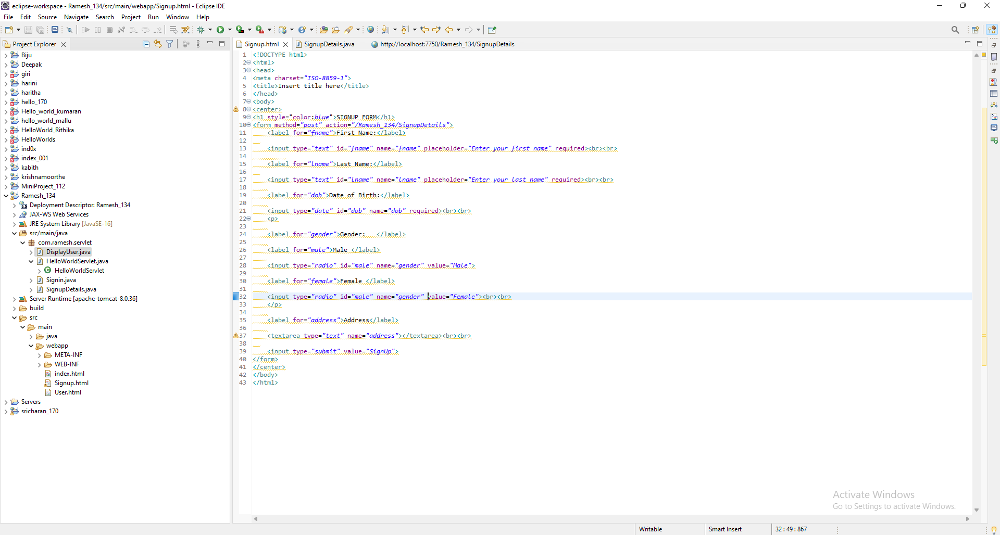 eclipse-workspace - Ramesh_134/src/main/webapp/Signup.html - Eclipse IDE
File Edit Source Navigate Search Project Run Window Help
Project Explorer
Biju
Deepak
giri
harini
haritha
hello_170
Hello_world_kumaran
hello_world_mallu
HelloWorld_Rithika
HelloWorlds
ind0x
index_001
kabith
krishnamoorthe
MiniProject_112
Ramesh_134
Deployment Descriptor: Ramesh_134
JAX-WS Web Services
JRE System Library [JavaSE-16]
src/main/java
com.ramesh.servlet
DisplayUser.java
HelloWorldServlet.java
HelloWorldServlet
Signin.java
SignupDetails.java
Server Runtime [apache-tomcat-8.0.36]
build
src
main
java
webapp
META-INF
WEB-INF
index.html
Signup.html
User.html
Servers
sricharan_170
Signup.html SignupDetails.java http://localhost:7750/Ramesh_134/SignupDetails
1 <!DOCTYPE html>
2 <html>
3 <head>
4 <meta charset="ISO-8859-1">
5 <title>Insert title here</title>
6 </head>
7 <body>
8 <center>
9 <h1 style="color:blue">SIGNUP FORM</h1>
10 <form method="post" action="/Ramesh_134/SignupDetails">
11 <label for="fname">First Name:</label>
12
13 <input type="text" id="fname" name="fname" placeholder="Enter your first name" required><br><br>
14
15 <label for="lname">Last Name:</label>
16
17 <input type="text" id="lname" name="lname" placeholder="Enter your last name" required><br><br>
18
19 <label for="dob">Date of Birth:</label>
20
21 <input type="date" id="dob" name="dob" required><br><br>
22 <p>
23
24 <label for="gender">Gender:   </label>
25
26 <label for="male">Male </label>
27
28 <input type="radio" id="male" name="gender" value="Male">
29
30 <label for="female">Female </label>
31
32 <input type="radio" id="male" name="gender" value="Female"><br><br>
33 </p>
34
35 <label for="address">Address</label>
36
37 <textarea type="text" name="address"></textarea><br><br>
38
39 <input type="submit" value="SignUp">
40 </form>
41 </center>
42 </body>
43 </html>
Activate Windows
Go to Settings to activate Windows.
Writable Smart Insert 32 : 49 : 867